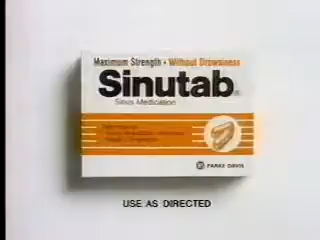 Maximum Strength • Without Drowsiness
Sinutab®
Sinus Medication
PARKE-DAVIS
USE AS DIRECTED